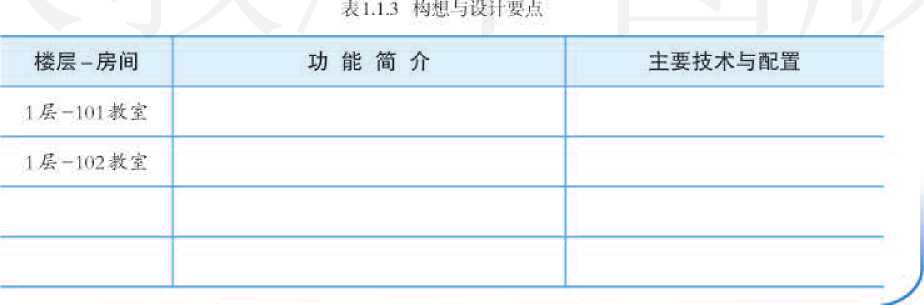 表1.1.3 构想与设计要点
楼层-房间 功能简介 主要技术与配置
1层-101教室
1层-102教室